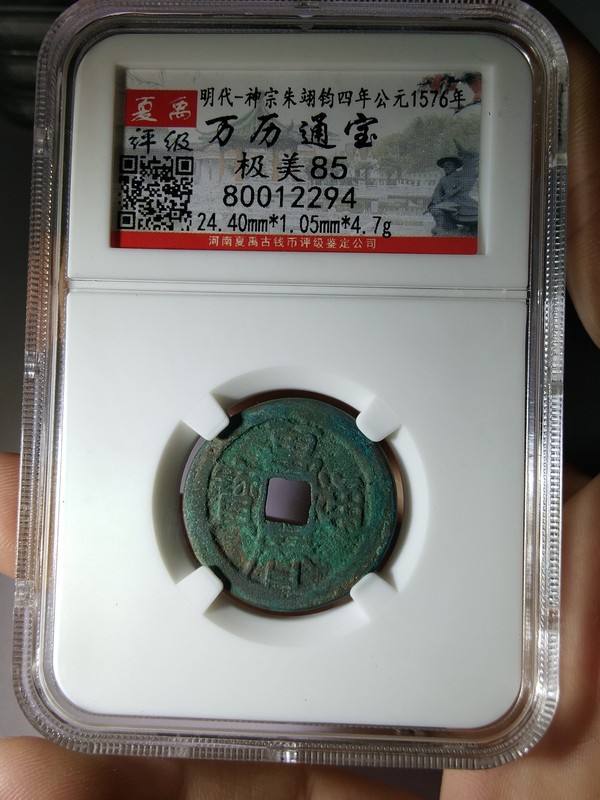 明代-神宗朱翊钧四年公元1576年
夏禹
评级
万历通宝
极美85
80012294
24.40mm*1.05mm*4.7g
河南夏禹古钱币评级鉴定公司